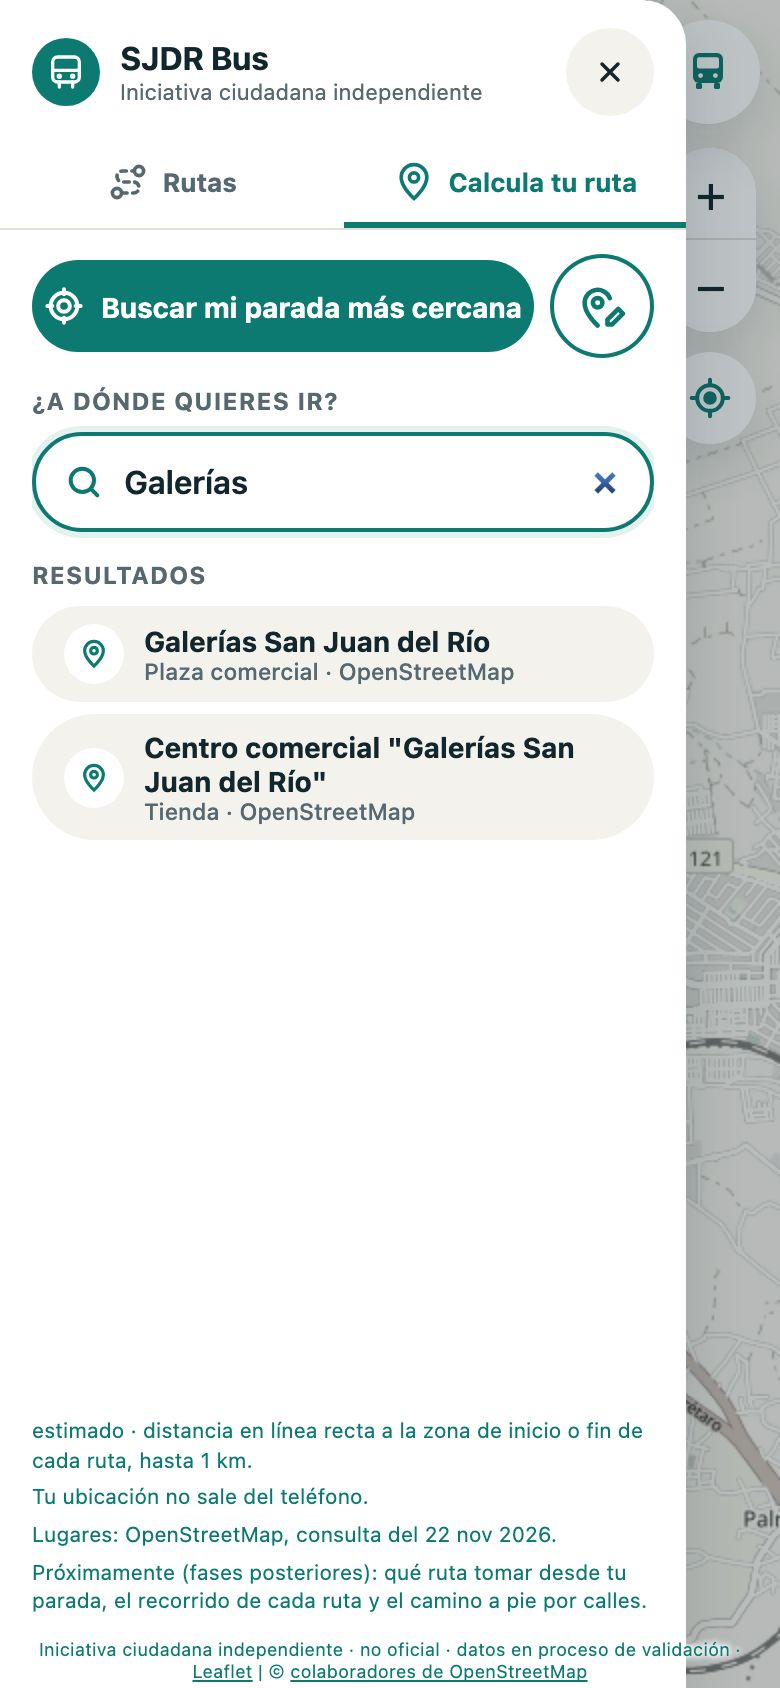 SJDR Bus
Iniciativa ciudadana independiente
Rutas
Calcula tu ruta
Buscar mi parada más cercana
¿A DÓNDE QUIERES IR?
Galerías
RESULTADOS
Galerías San Juan del Río
Plaza comercial · OpenStreetMap
Centro comercial "Galerías San
Juan del Río"
Tienda · OpenStreetMap
121
estimado · distancia en línea recta a la zona de inicio o fin de
cada ruta, hasta 1 km.
Tu ubicación no sale del teléfono.
Lugares: OpenStreetMap, consulta del 22 nov 2026.
Próximamente (fases posteriores): qué ruta tomar desde tu
parada, el recorrido de cada ruta y el camino a pie por calles.
Iniciativa ciudadana independiente · no oficial · datos en proceso de validación ·
Leaflet | © colaboradores de OpenStreetMap